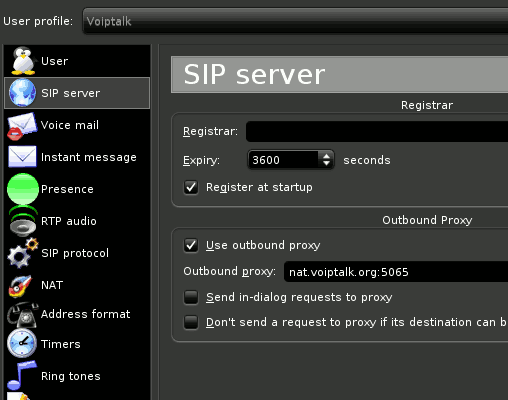 User profile: Voiptalk
User
SIP server
Voice mail
Instant message
Presence
RTP audio
SIP protocol
NAT
Address format
Timers
Ring tones
SIP server
Registrar
Registrar:
Expiry: 3600 seconds
Register at startup
Outbound Proxy
Use outbound proxy
Outbound proxy: nat.voiptalk.org:5065
Send in-dialog requests to proxy
Don't send a request to proxy if its destination can b